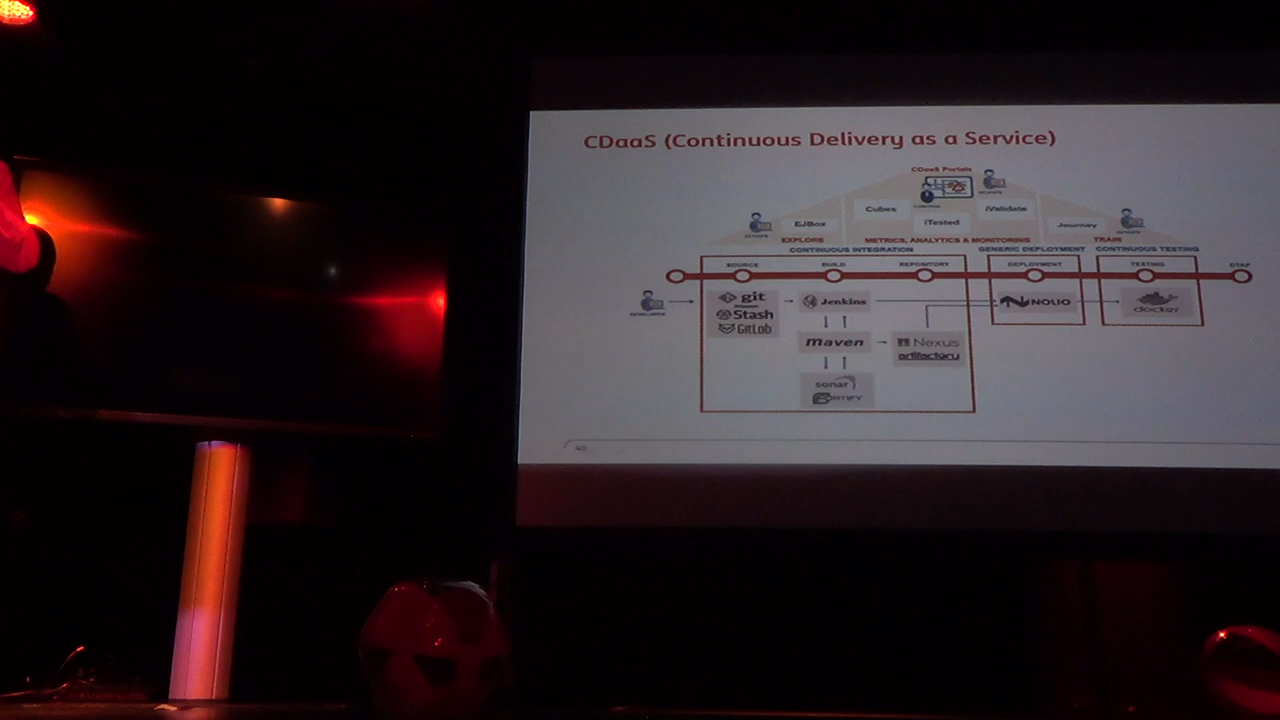 CDaaS (Continuous Delivery as a Service)
CDaaS Portals
Cubes
iValidate
EJBox
iTested
Journey
EXPLORE
METRICS, ANALYTICS & MONITORING
TRAIN
CONTINUOUS INTEGRATION
GENERIC DEPLOYMENT
CONTINUOUS TESTING
SOURCE
BUILD
REPOSITORY
DEPLOYMENT
TESTING
DTAP
DEVELOPER
git
Stash
GitLab
Jenkins
NOLIO
docker
maven
Nexus
artifactory
sonar
FORTIFY